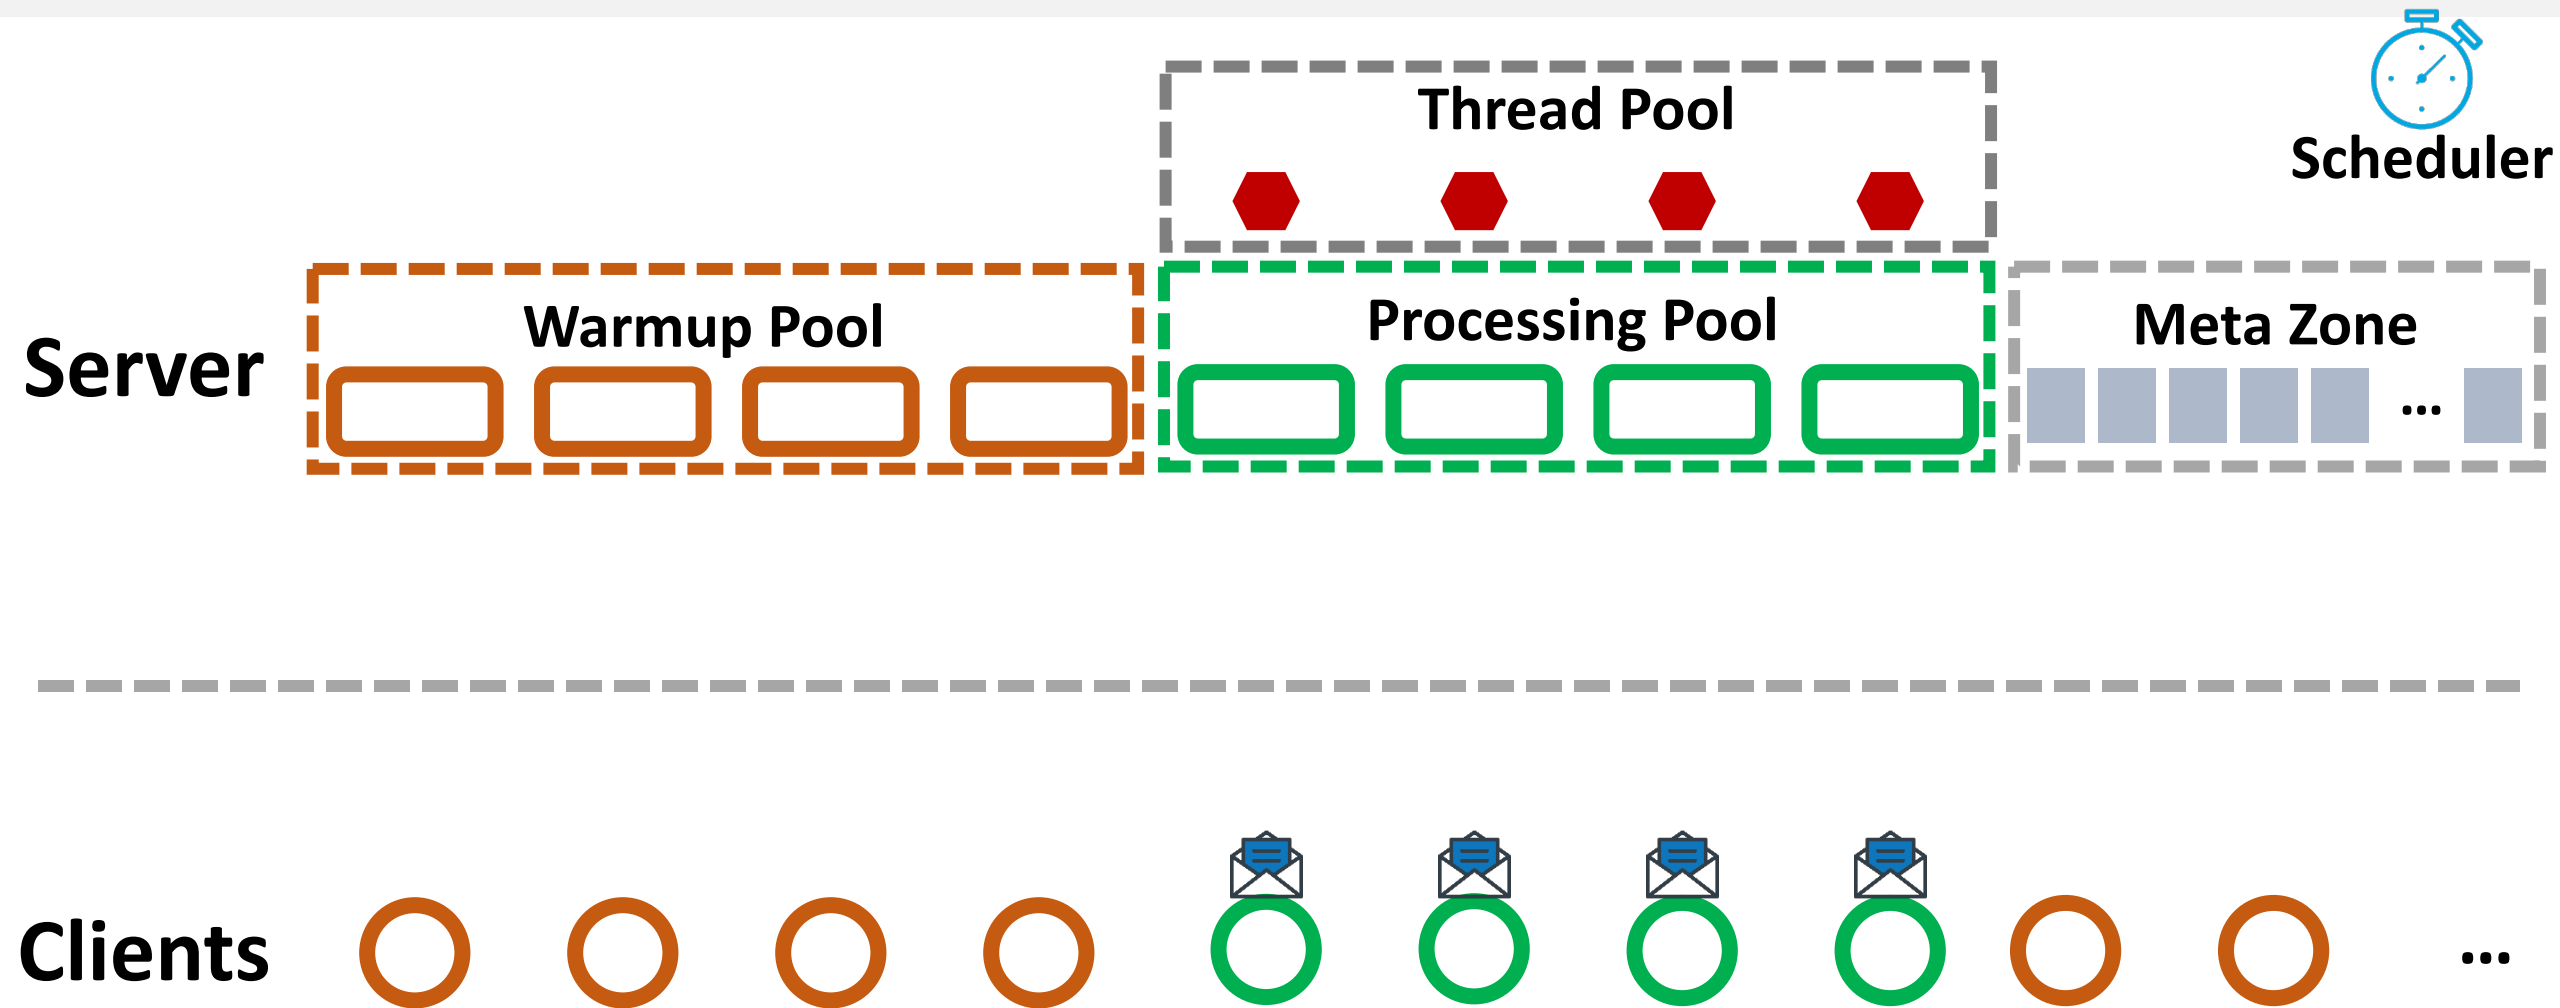 Thread Pool
Scheduler
Server
Warmup Pool
Processing Pool
Meta Zone
...
Clients
...